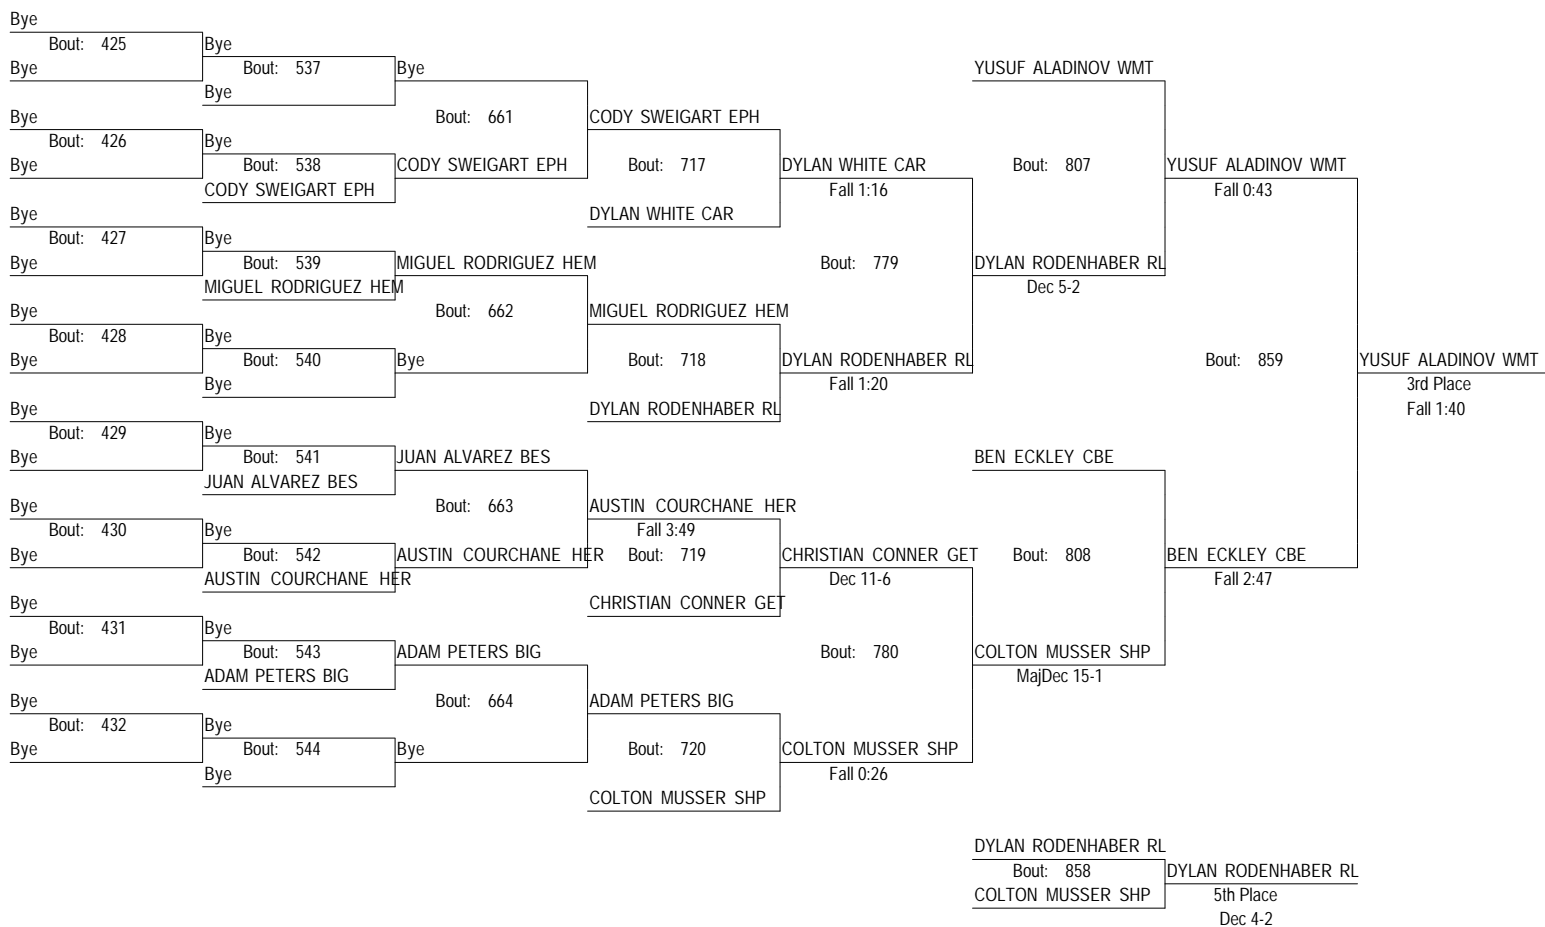 Bye
Bout: 425
Bye
Bye
Bout: 537
Bye
Bye
YUSUF ALADINOV WMT
Bye
Bout: 661
CODY SWEIGART EPH
Bye
Bout: 426
Bye
Bout: 538
CODY SWEIGART EPH
Bout: 717
DYLAN WHITE CAR
Bout: 807
YUSUF ALADINOV WMT
Bye
CODY SWEIGART EPH
Fall 1:16
Fall 0:43
Bye
DYLAN WHITE CAR
Bout: 427
Bye
Bye
Bout: 539
MIGUEL RODRIGUEZ HEM
Bout: 779
DYLAN RODENHABER RL
MIGUEL RODRIGUEZ HEM
Dec 5-2
Bye
Bout: 662
MIGUEL RODRIGUEZ HEM
Bout: 428
Bye
Bye
Bout: 540
Bye
Bout: 718
DYLAN RODENHABER RL
Bout: 859
YUSUF ALADINOV WMT
Bye
Fall 1:20
3rd Place
Bye
DYLAN RODENHABER RL
Fall 1:40
Bout: 429
Bye
Bye
Bout: 541
JUAN ALVAREZ BES
BEN ECKLEY CBE
JUAN ALVAREZ BES
Bye
Bout: 663
AUSTIN COURCHANE HER
Bout: 430
Bye
Fall 3:49
Bye
Bout: 542
AUSTIN COURCHANE HER
Bout: 719
CHRISTIAN CONNER GET
Bout: 808
BEN ECKLEY CBE
AUSTIN COURCHANE HER
Dec 11-6
Fall 2:47
Bye
CHRISTIAN CONNER GET
Bout: 431
Bye
Bye
Bout: 543
ADAM PETERS BIG
Bout: 780
COLTON MUSSER SHP
ADAM PETERS BIG
MajDec 15-1
Bye
Bout: 664
ADAM PETERS BIG
Bout: 432
Bye
Bye
Bout: 544
Bye
Bout: 720
COLTON MUSSER SHP
Bye
Fall 0:26
COLTON MUSSER SHP
DYLAN RODENHABER RL
Bout: 858
DYLAN RODENHABER RL
COLTON MUSSER SHP
5th Place
Dec 4-2